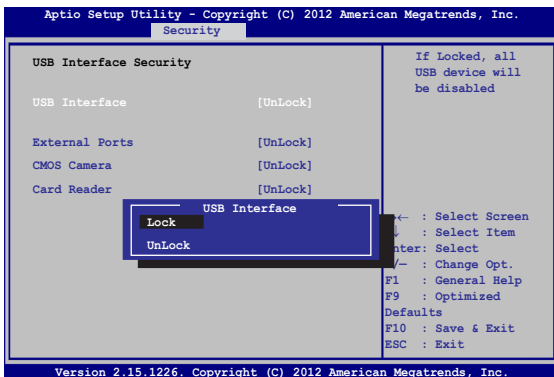 Aptio Setup Utility - Copyright (C) 2012 American Megatrends, Inc.
Security
USB Interface Security
USB Interface [UnLock]
External Ports [UnLock]
CMOS Camera [UnLock]
Card Reader [UnLock]
USB Interface
Lock
UnLock
If Locked, all
USB device will
be disabled
← : Select Screen
↓ : Select Item
nter: Select
/— : Change Opt.
F1 : General Help
F9 : Optimized
Defaults
F10 : Save & Exit
ESC : Exit
Version 2.15.1226. Copyright (C) 2012 American Megatrends, Inc.